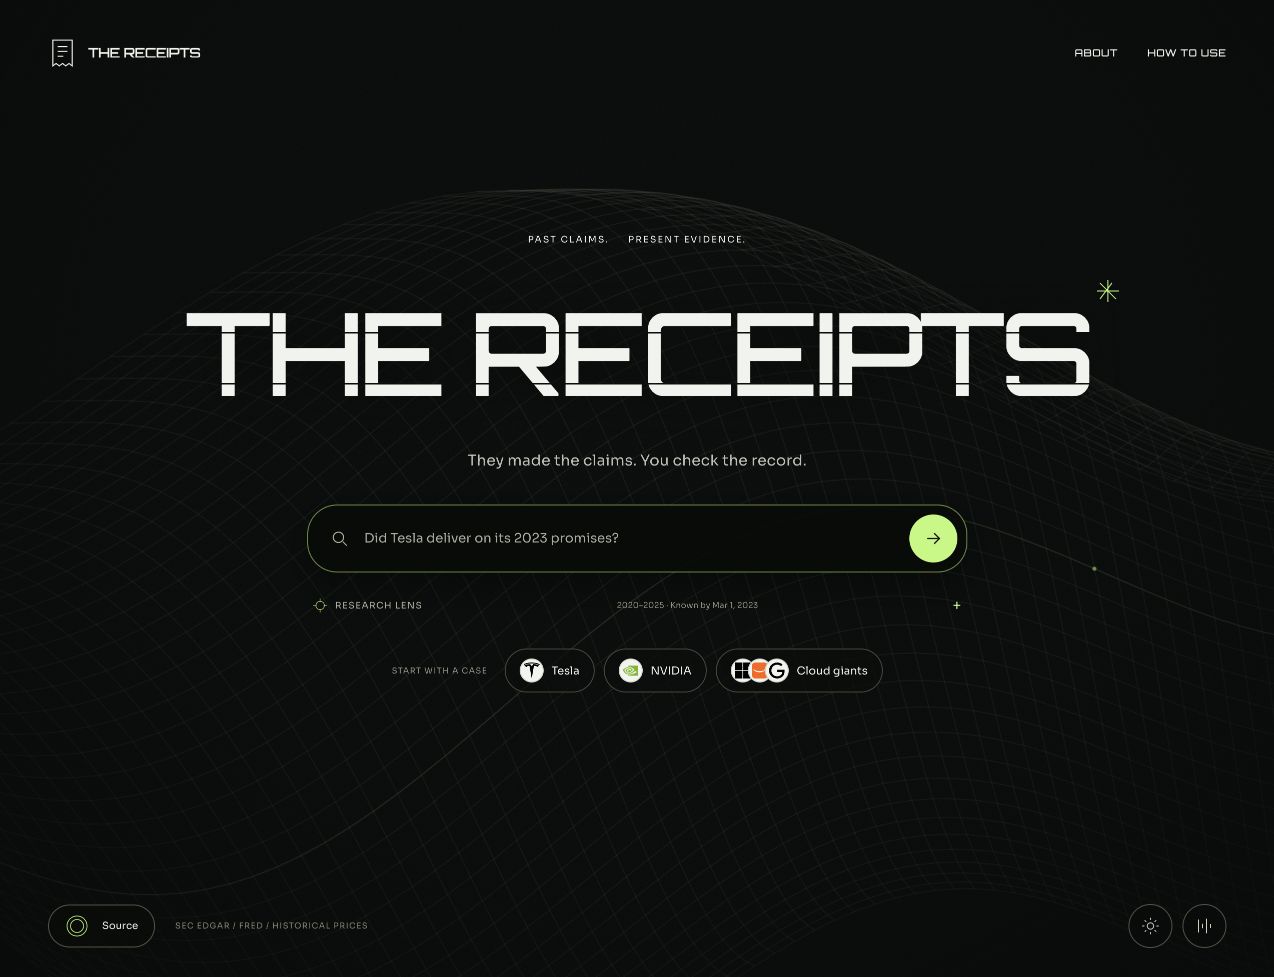 THE RECEIPTS
ABOUT
HOW TO USE
PAST CLAIMS. PRESENT EVIDENCE.
THE RECEIPTS
They made the claims. You check the record.
Did Tesla deliver on its 2023 promises?
RESEARCH LENS
2020–2025 · Known by Mar 1, 2023
+
START WITH A CASE
Tesla
NVIDIA
G
Cloud giants
Source
SEC EDGAR / FRED / HISTORICAL PRICES